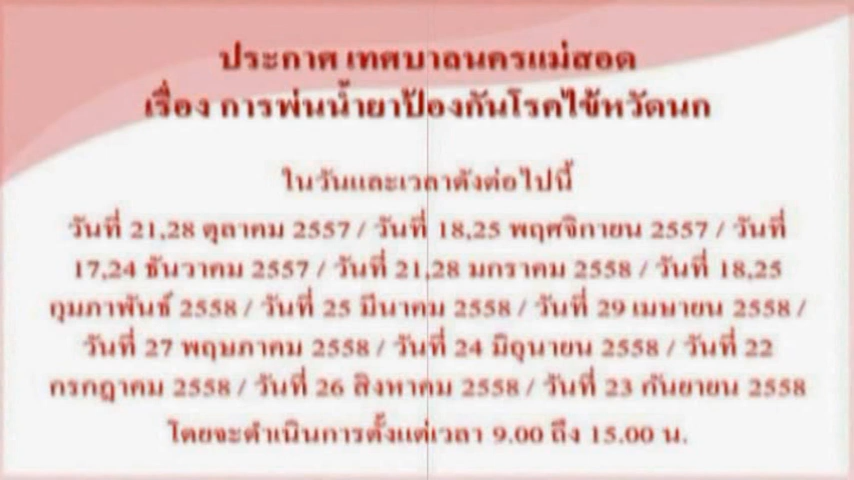 ประกาศ เทศบาลนครแม่สอด
เรื่อง การพ่นน้ำยาป้องกันโรคไข้หวัดนก
ในวันและเวลาดังต่อไปนี้
วันที่ 21,28 ตุลาคม 2557 / วันที่ 18,25 พฤศจิกายน 2557 / วันที่
17,24 ธันวาคม 2557 / วันที่ 21,28 มกราคม 2558 / วันที่ 18,25
กุมภาพันธ์ 2558 / วันที่ 25 มีนาคม 2558 / วันที่ 29 เมษายน 2558 /
วันที่ 27 พฤษภาคม 2558 / วันที่ 24 มิถุนายน 2558 / วันที่ 22
กรกฎาคม 2558 / วันที่ 26 สิงหาคม 2558 / วันที่ 23 กันยายน 2558
โดยจะดำเนินการตั้งแต่เวลา 9.00 ถึง 15.00 น.